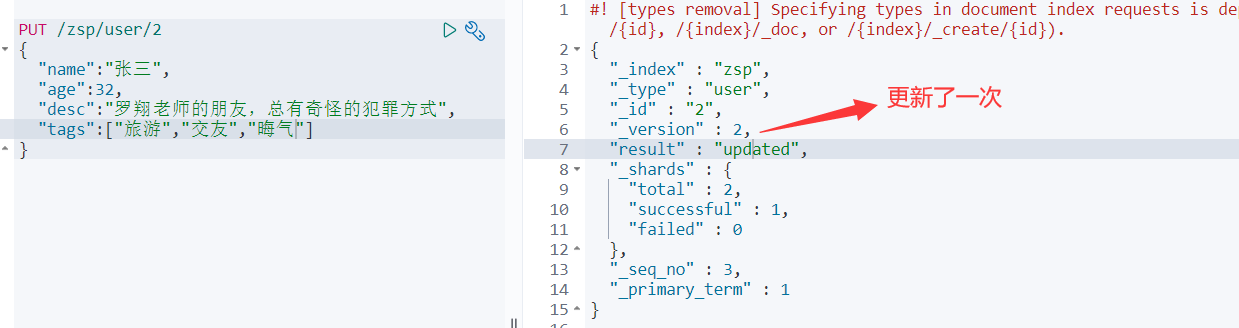 PUT /zsp/user/2
{
  "name":"张三",
  "age":32,
  "desc":"罗翔老师的朋友，总有奇怪的犯罪方式",
  "tags":["旅游","交友","晦气"]
}
1 #! [types removal] Specifying types in document index requests is de
/{id}, /{index}/_doc, or /{index}/_create/{id}).
2 {
3 "_index" : "zsp",
4 "_type" : "user",
5 "_id" : "2",
6 "_version" : 2,
更新了一次
7 "result" : "updated",
8 "_shards" : {
9 "total" : 2,
10 "successful" : 1,
11 "failed" : 0
12 },
13 "_seq_no" : 3,
14 "_primary_term" : 1
15 }